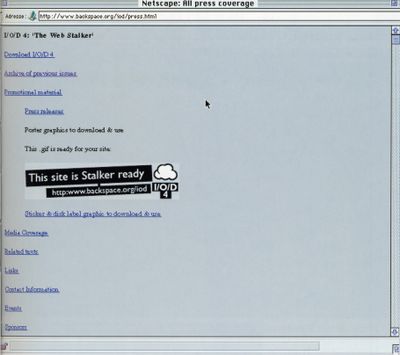 Netscape: All press coverage
Adresse: http://www.backspace.org/iod/press.html
I/O/D 4: 'The Web Stalker'
Download I/O/D 4
Archive of previous issues
Promotional material
Press releases
Poster graphics to download & use
This .gif is ready for your site:
This site is Stalker ready
http:www.backspace.org/iod
I/O/D
4
Sticker & disk label graphic to download & use
Media Coverage
Related texts
Links
Contact Information
Events
Sponsors